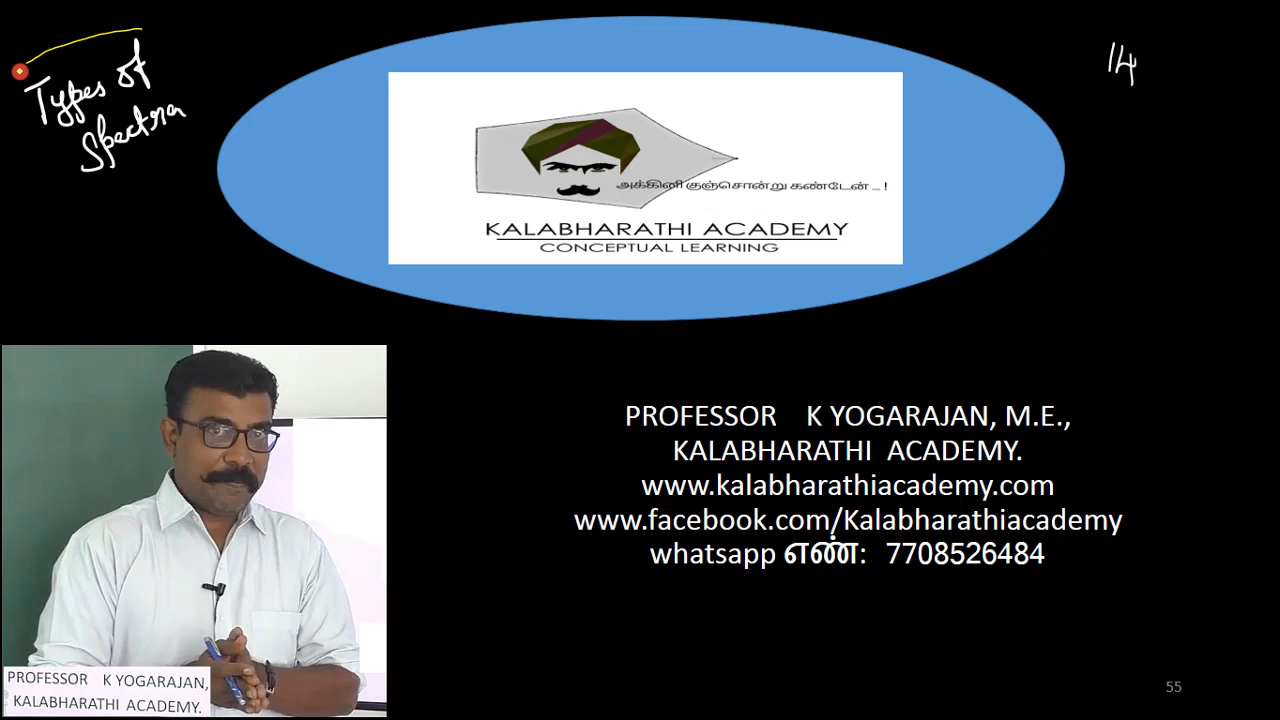 Types of
Spectra
14
அக்கினி குஞ்சொன்று கண்டேன் ... !
KALABHARATHI ACADEMY
CONCEPTUAL LEARNING
PROFESSOR K YOGARAJAN, M.E.,
KALABHARATHI ACADEMY.
www.kalabharathiacademy.com
www.facebook.com/Kalabharathiacademy
whatsapp எண்: 7708526484
PROFESSOR K YOGARAJAN,
KALABHARATHI ACADEMY.
55